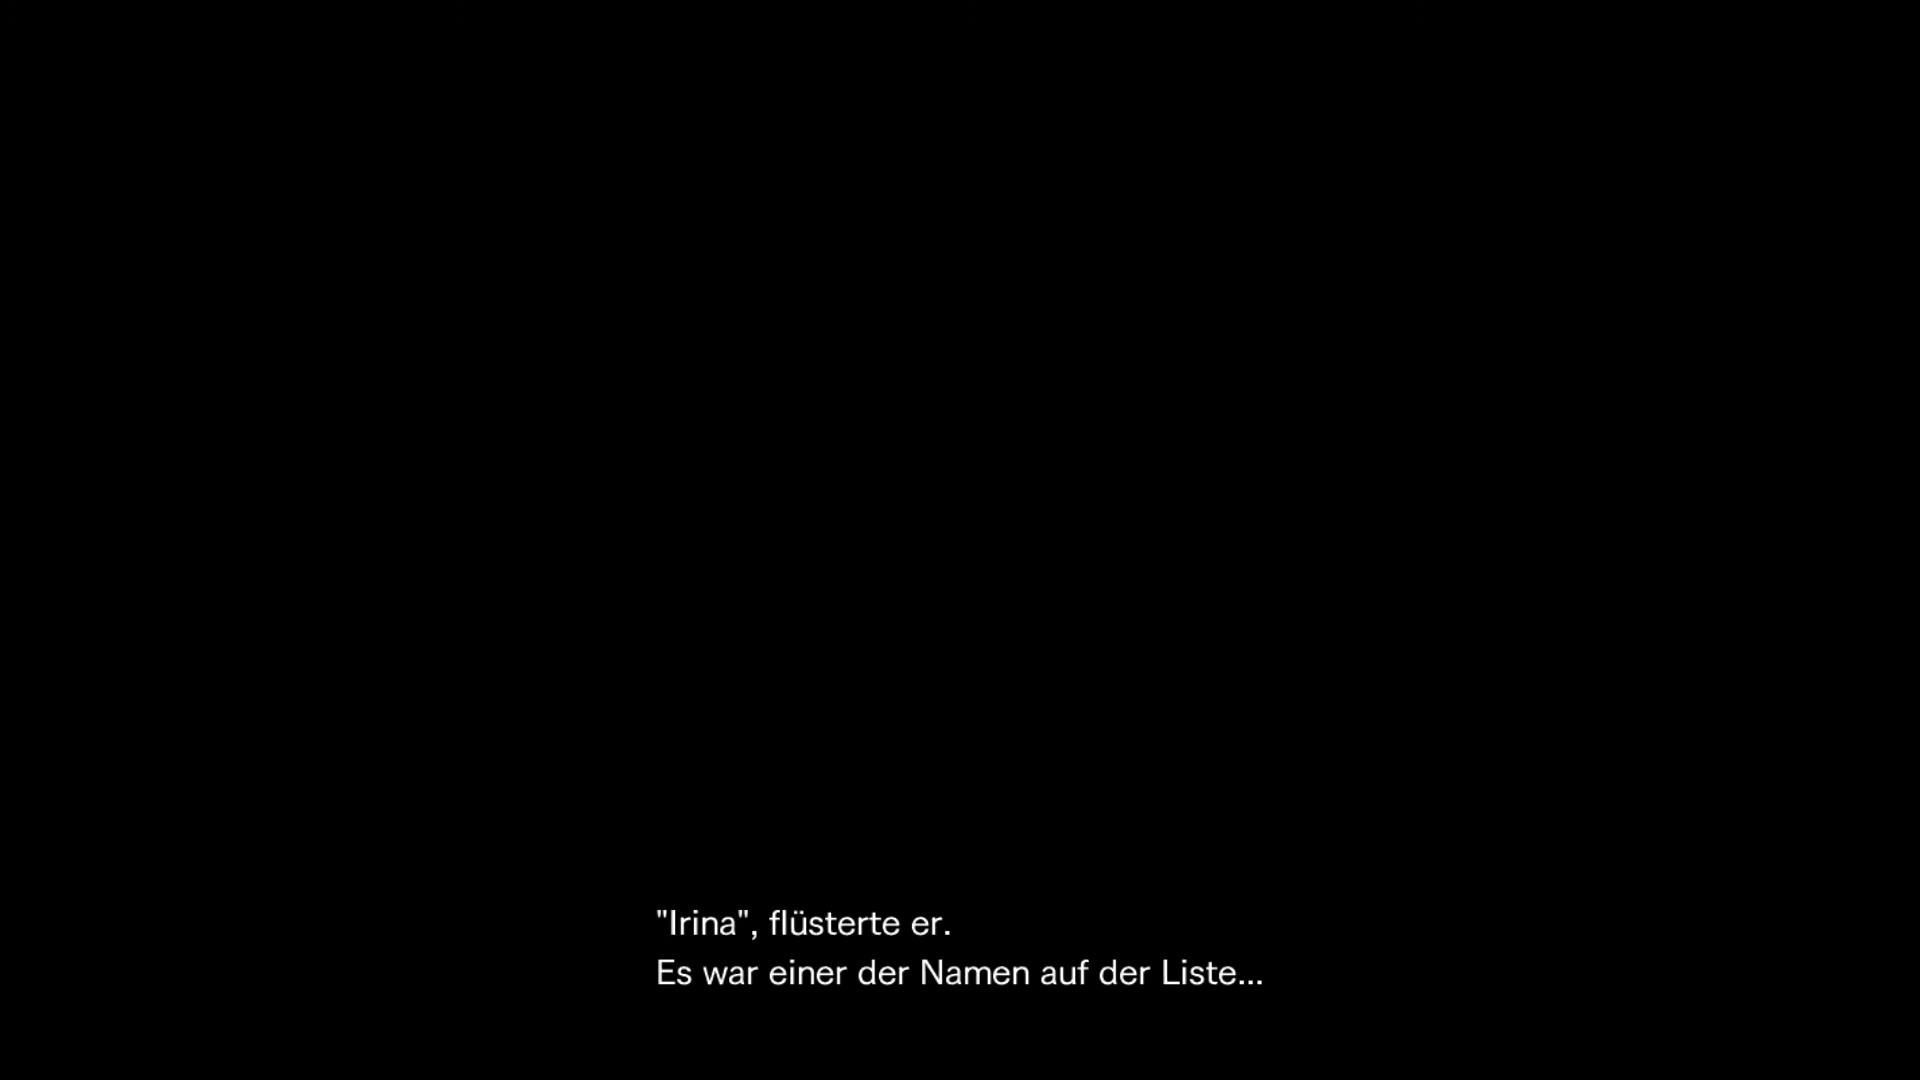 "Irina", flüsterte er.
Es war einer der Namen auf der Liste...